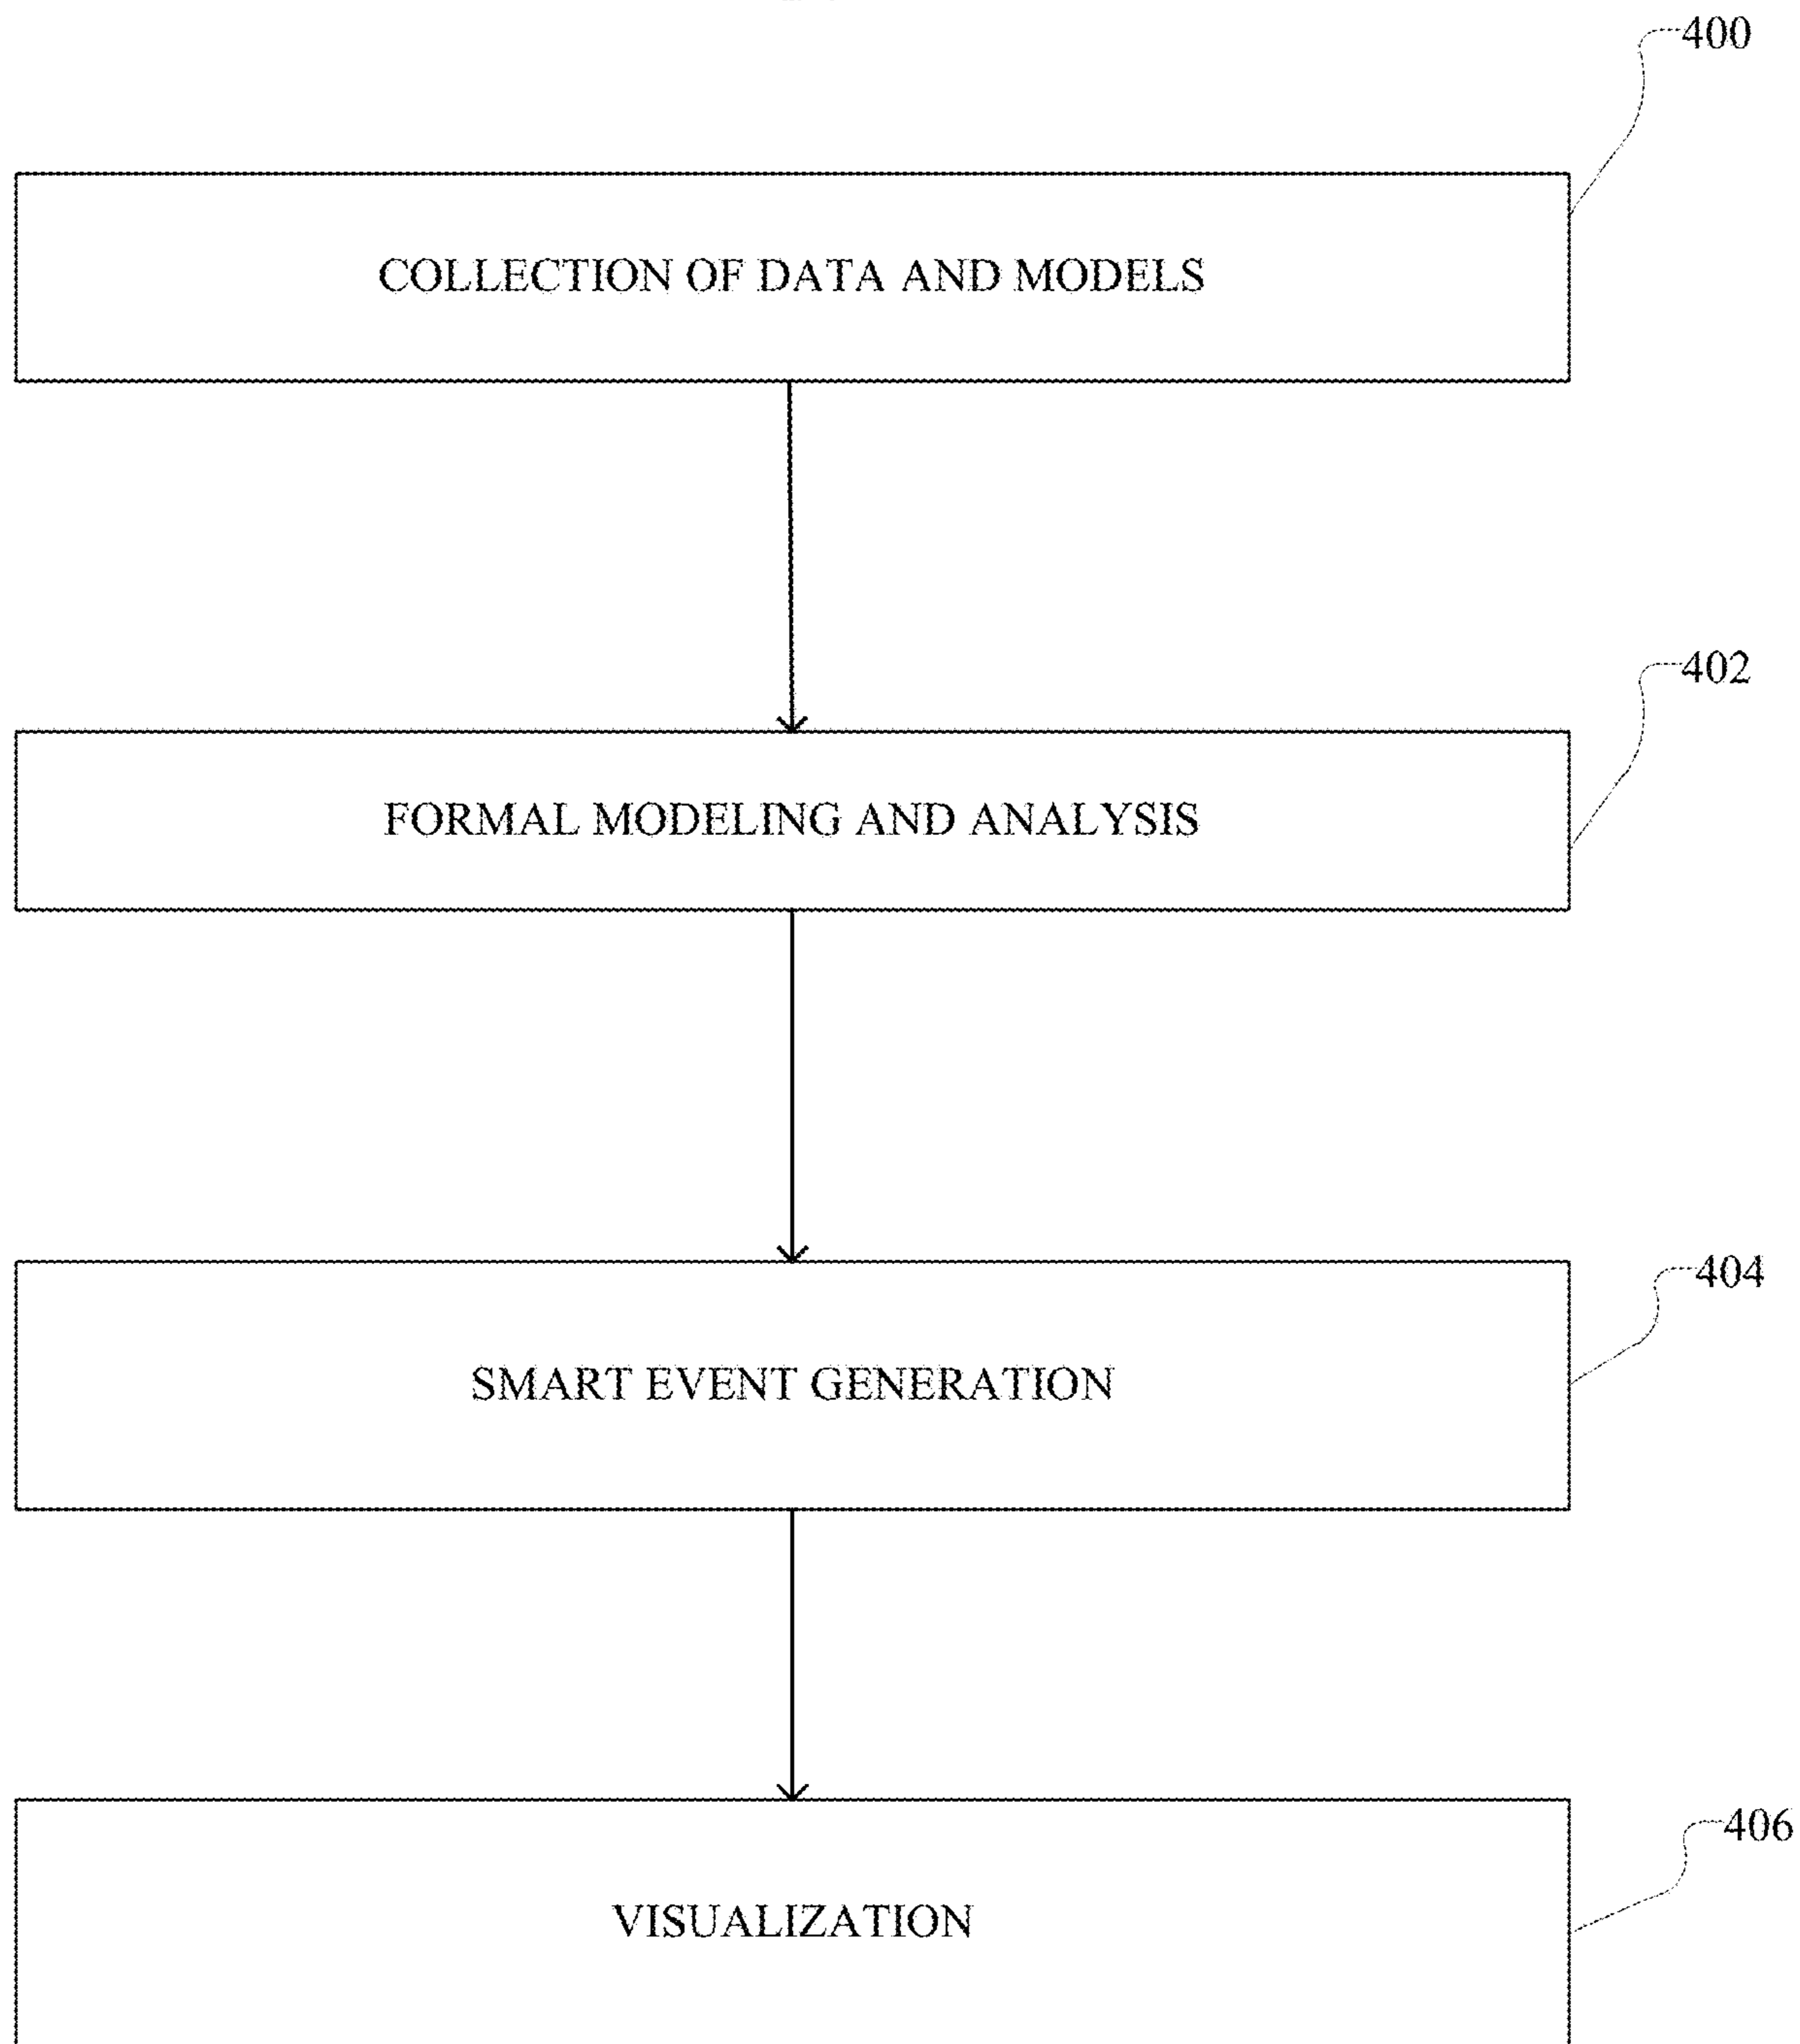 400
COLLECTION OF DATA AND MODELS
402
FORMAL MODELING AND ANALYSIS
404
SMART EVENT GENERATION
406
VISUALIZATION